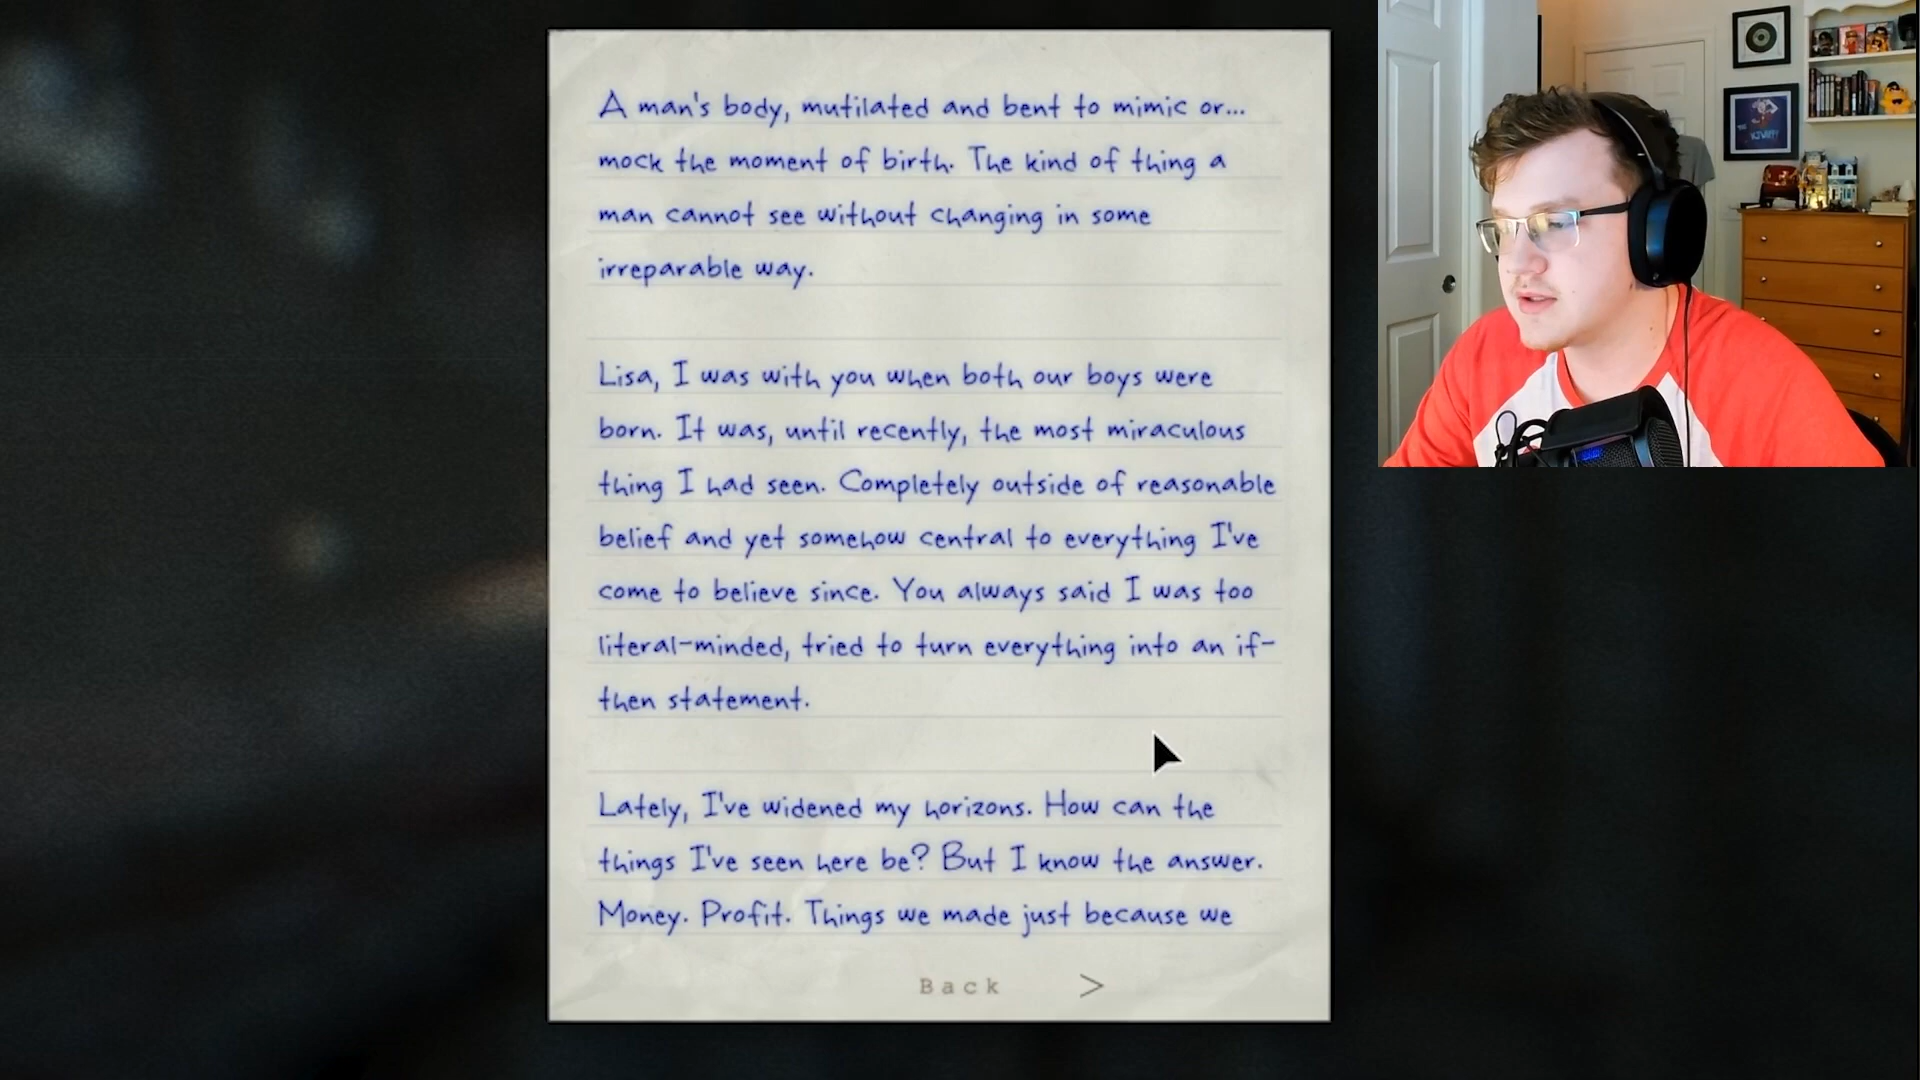 A man's body, mutilated and bent to mimic or...
mock the moment of birth. The kind of thing a
man cannot see without changing in some
irreparable way.
Lisa, I was with you when both our boys were
born. It was, until recently, the most miraculous
thing I had seen. Completely outside of reasonable
belief and yet somehow central to everything I've
come to believe since. You always said I was too
literal-minded, tried to turn everything into an if-
then statement.
Lately, I've widened my horizons. How can the
things I've seen here be? But I know the answer.
Money. Profit. Things we made just because we
Back >